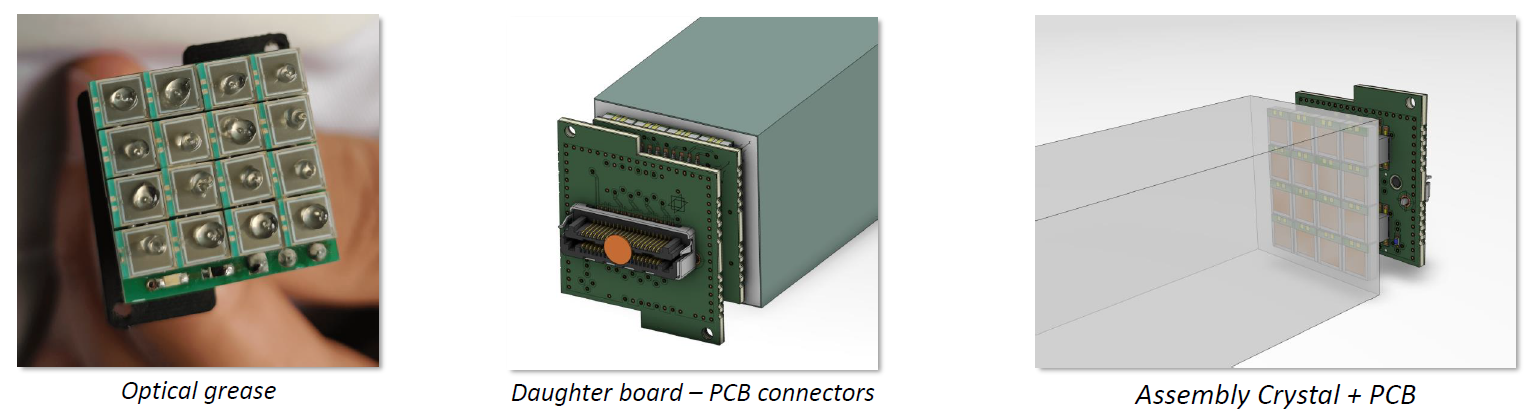 Optical grease
Daughter board – PCB connectors
Assembly Crystal + PCB